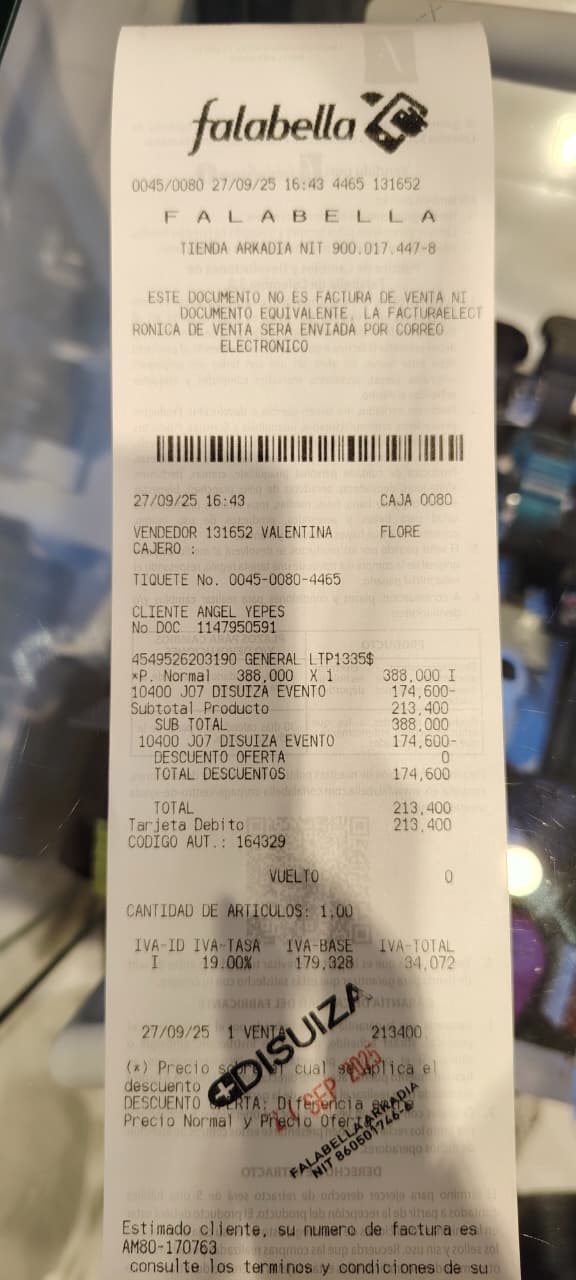 falabella
0045/0080 27/09/25 16:43 4465 131652
F A L A B E L L A
TIENDA ARKADIA NIT 900.017.447-8
ESTE DOCUMENTO NO ES FACTURA DE VENTA NI
DOCUMENTO EQUIVALENTE, LA FACTURAELECT
RONICA DE VENTA SERA ENVIADA POR CORREO
ELECTRONICO
27/09/25 16:43 CAJA 0080
VENDEDOR 131652 VALENTINA FLORE
CAJERO :
TIQUETE No. 0045-0080-4465
CLIENTE ANGEL YEPES
No DOC 1147950591
4549526203190 GENERAL LTP1335$
*P. Normal 388,000 X 1 388,000 I
10400 J07 DISUIZA EVENTO 174,600-
Subtotal Producto 213,400
SUB TOTAL 388,000
10400 J07 DISUIZA EVENTO 174,600-
DESCUENTO OFERTA 0
TOTAL DESCUENTOS 174,600
TOTAL 213,400
Tarjeta Debito 213,400
CODIGO AUT.: 164329
VUELTO 0
CANTIDAD DE ARTICULOS: 1.00
IVA-ID IVA-TASA IVA-BASE IVA-TOTAL
I 19.00% 179,328 34,072
27/09/25 1 VENTA 213400
(*) Precio sobre el cual se aplica el
descuento
DESCUENTO OFERTA: Diferencia entre
Precio Normal y Precio Oferta
DISUIZA
27 SEP 2025
FALABELLA ARKADIA
NIT 860501746-6
Estimado cliente, su numero de factura es
AM80-170763
consulte los terminos y condiciones de su